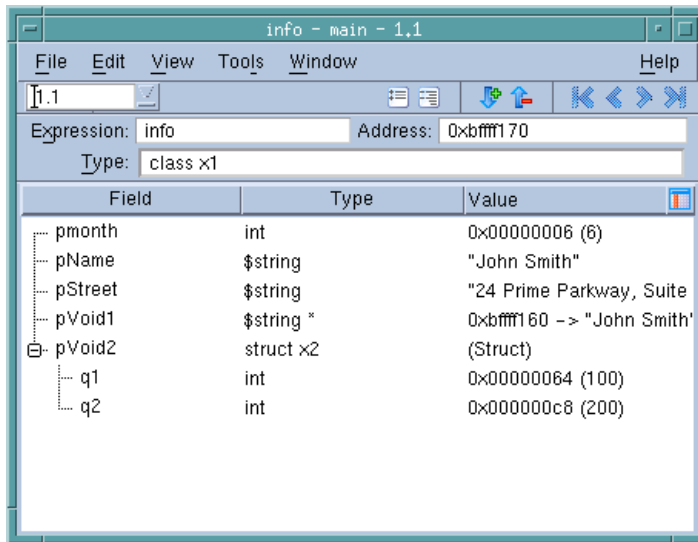 info - main - 1.1
File Edit View Tools Window Help
1.1
Expression: info Address: 0xbffff170
Type: class x1
Field Type Value
pmonth int 0x00000006 (6)
pName $string "John Smith"
pStreet $string "24 Prime Parkway, Suite
pVoid1 $string * 0xbffff160 -> "John Smith"
pVoid2 struct x2 (Struct)
q1 int 0x00000064 (100)
q2 int 0x000000c8 (200)